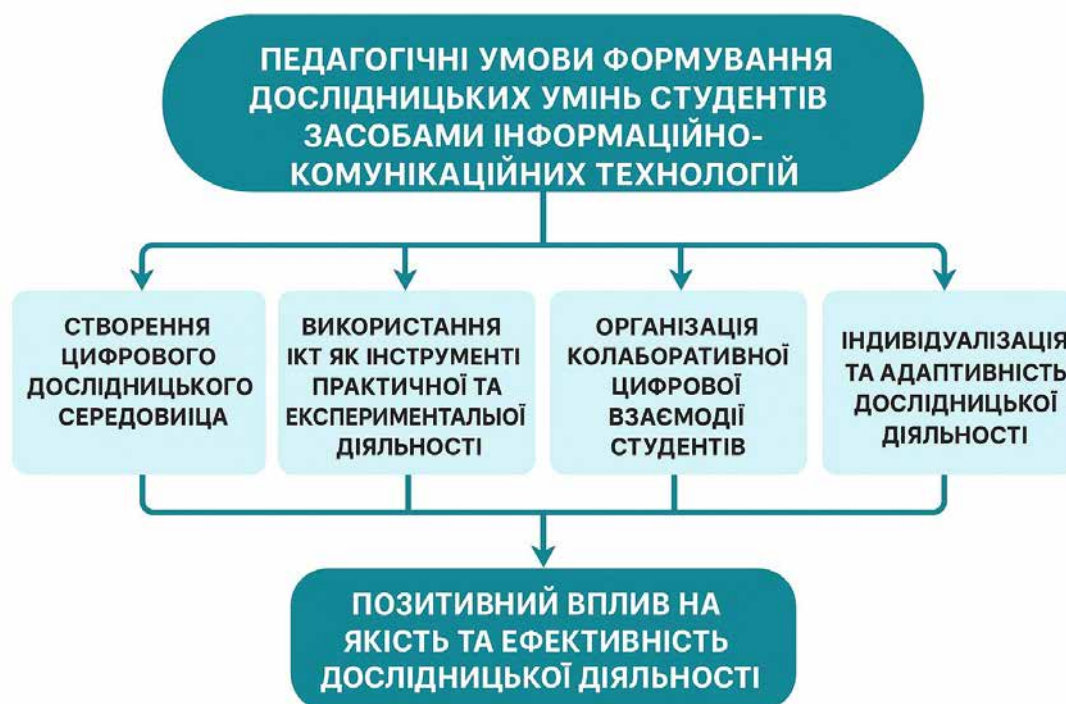 ПЕДАГОГІЧНІ УМОВИ ФОРМУВАННЯ
ДОСЛІДНИЦЬКИХ УМІНЬ СТУДЕНТІВ
ЗАСОБАМИ ІНФОРМАЦІЙНО-
КОМУНІКАЦІЙНИХ ТЕХНОЛОГІЙ
СТВОРЕННЯ
ЦИФРОВОГО
ДОСЛІДНИЦЬКОГО
СЕРЕДОВИІЦА
ВИКОРИСТАННЯ
ІКТ ЯК ІНСТРУМЕНТІ
ПРАКТИЧНОЇ ТА
ЕКСПЕРИМЕНТАЛЬОЇ
ДІЯЛЬНОСТІ
ОРГАНІЗАЦІЯ
КОЛАБОРАТИВНОЇ
ЦИФРОВОЇ
ВЗАЄМОДІЇ
СТУДЕНТІВ
ІНДИВІДУАЛІЗАЦІЯ
ТА АДАПТИВНІСТЬ
ДОСЛІДНИЦЬКОЇ
ДІЯЛЬНОСТІ
ПОЗИТИВНИЙ ВПЛИВ НА
ЯКІСТЬ ТА ЕФЕКТИВНІСТЬ
ДОСЛІДНИЦЬКОЇ ДІЯЛЬНОСТІ